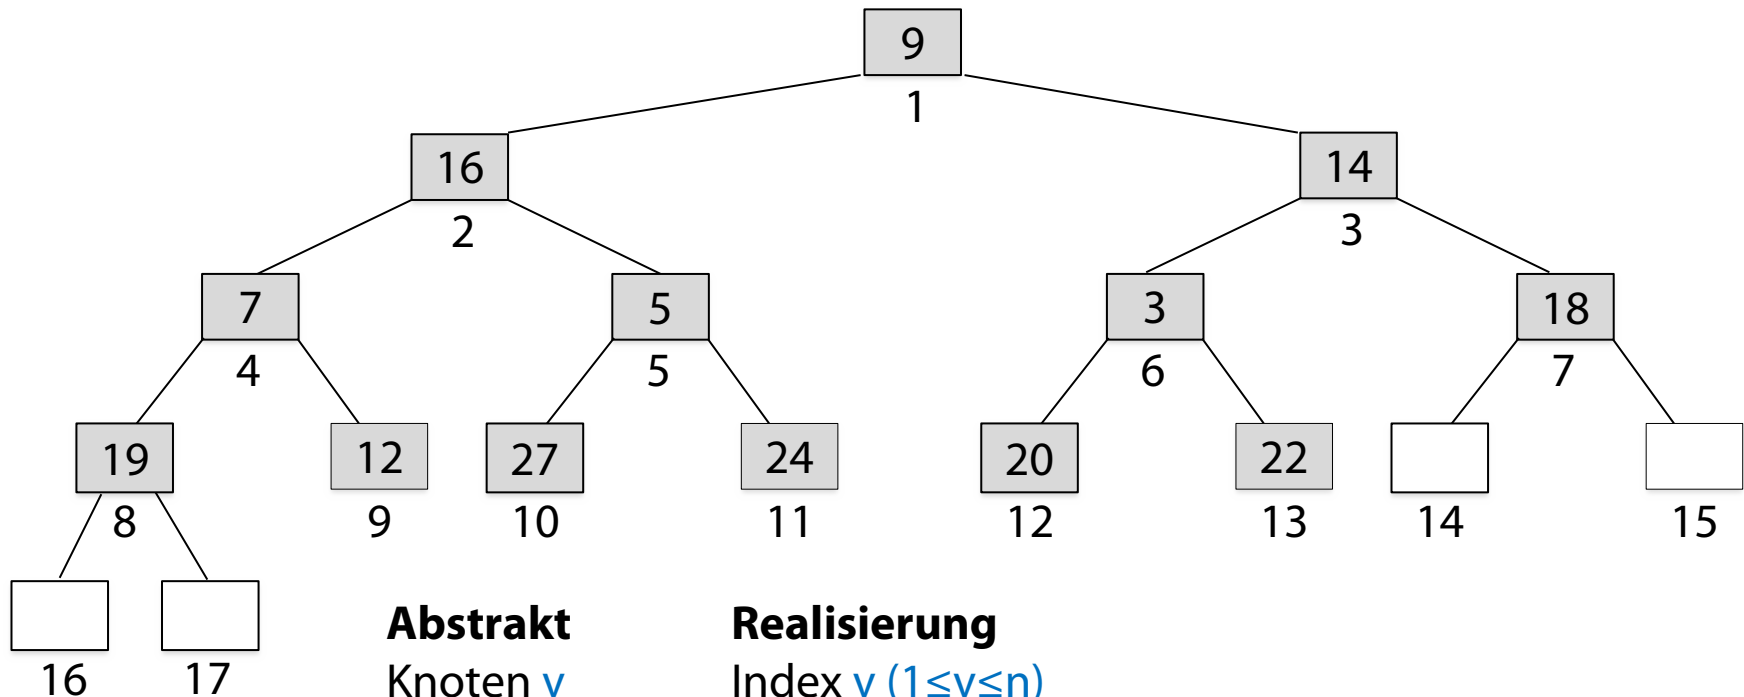 9
1
16 14
2 3
7 5 3 18
4 5 6 7
19 12 27 24 20 22
8 9 10 11 12 13 14 15
Abstrakt Realisierung
16 17 Knoten v Index v (1≤v≤n)